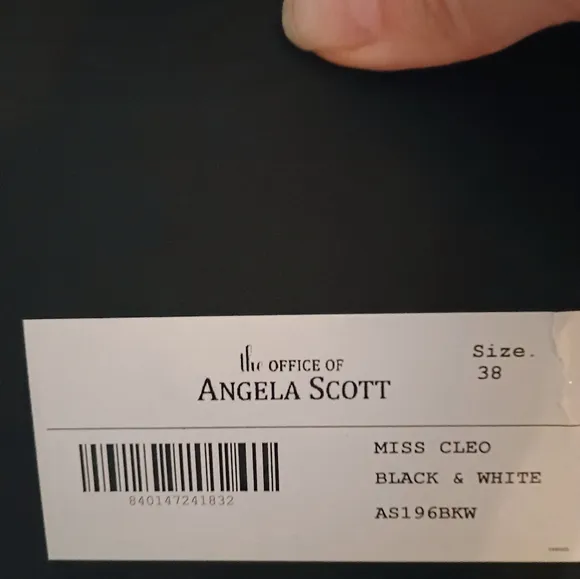 the OFFICE OF
ANGELA SCOTT
Size.
38
840147241832
MISS CLEO
BLACK & WHITE
AS196BKW